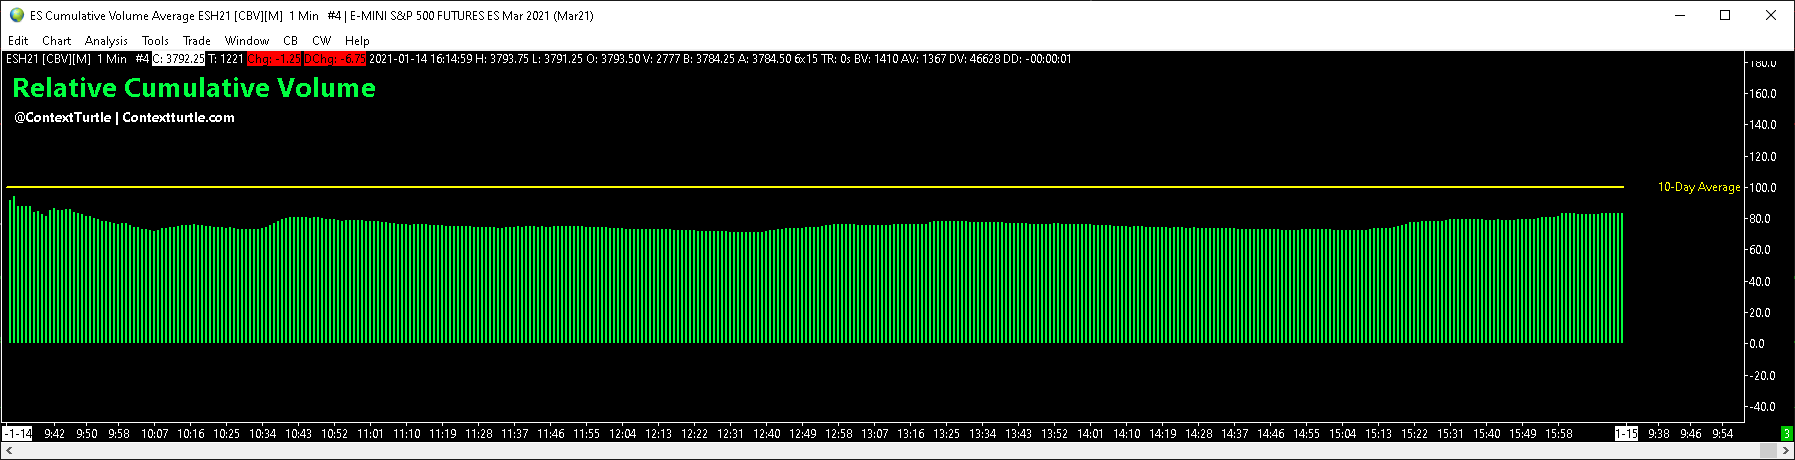 ES Cumulative Volume Average ESH21 [CBV][M] 1 Min #4 | E-MINI S&P 500 FUTURES ES Mar 2021 (Mar21)
Edit Chart Analysis Tools Trade Window CB CW Help
ESH21 [CBV][M] 1 Min #4 C: 3792.25 T: 1221 Chg: -1.25 DChg: -6.75 2021-01-14 16:14:59 H: 3793.75 L: 3791.25 O: 3793.50 V: 2777 B: 3784.25 A: 3784.50 6x15 TR: 0s BV: 1410 AV: 1367 DV: 46628 DD: -00:00:01
Relative Cumulative Volume
@ContextTurtle | Contextturtle.com
180.0
160.0
140.0
120.0
10-Day Average 100.0
80.0
60.0
40.0
20.0
0.0
-20.0
-40.0
-1-14 9:42 9:50 9:58 10:07 10:16 10:25 10:34 10:43 10:52 11:01 11:10 11:19 11:28 11:37 11:46 11:55 12:04 12:13 12:22 12:31 12:40 12:49 12:58 13:07 13:16 13:25 13:34 13:43 13:52 14:01 14:10 14:19 14:28 14:37 14:46 14:55 15:04 15:13 15:22 15:31 15:40 15:49 15:58 1-15 9:38 9:46 9:54 3